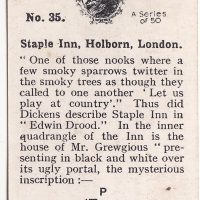 No. 35.
A Series
of 50
Staple Inn, Holborn, London.
" One of those nooks where a
few smoky sparrows twitter in
the smoky trees as though they
called to one another ' Let us
play at country'." Thus did
Dickens describe Staple Inn in
" Edwin Drood." In the inner
quadrangle of the Inn is the
house of Mr. Grewgious " pre-
senting in black and white over
its ugly portal, the mysterious
inscription :—
P